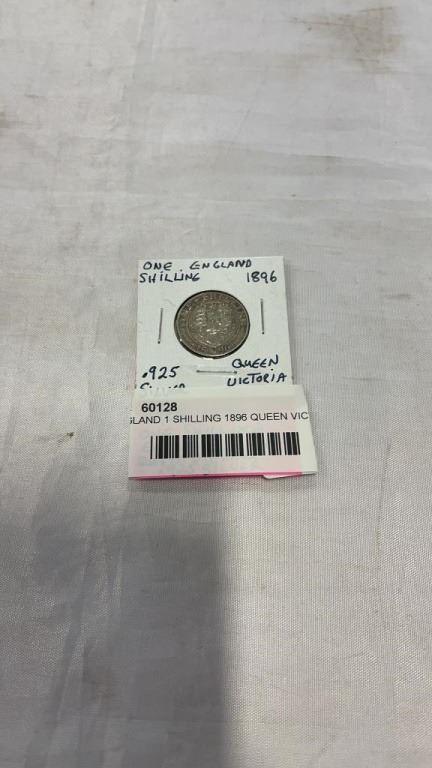 ONE ENGLAND
SHILLING 1896
.925 QUEEN
VICTORIA
60128
GLAND 1 SHILLING 1896 QUEEN VIC